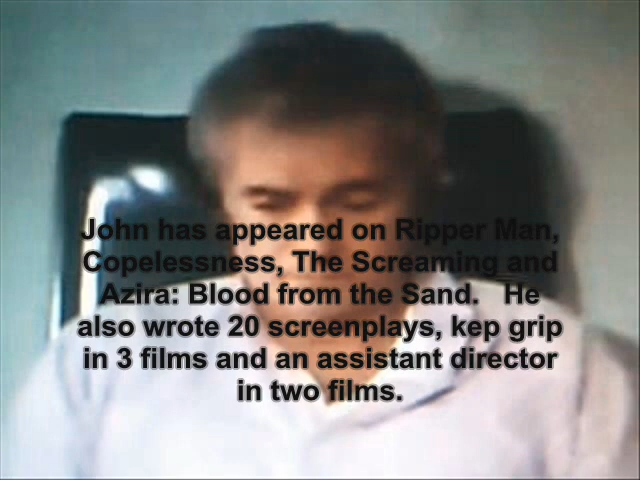 John has appeared on Ripper Man,
Copelessness, The Screaming and
Azira: Blood from the Sand.   He
also wrote 20 screenplays, kep grip
in 3 films and an assistant director
in two films.